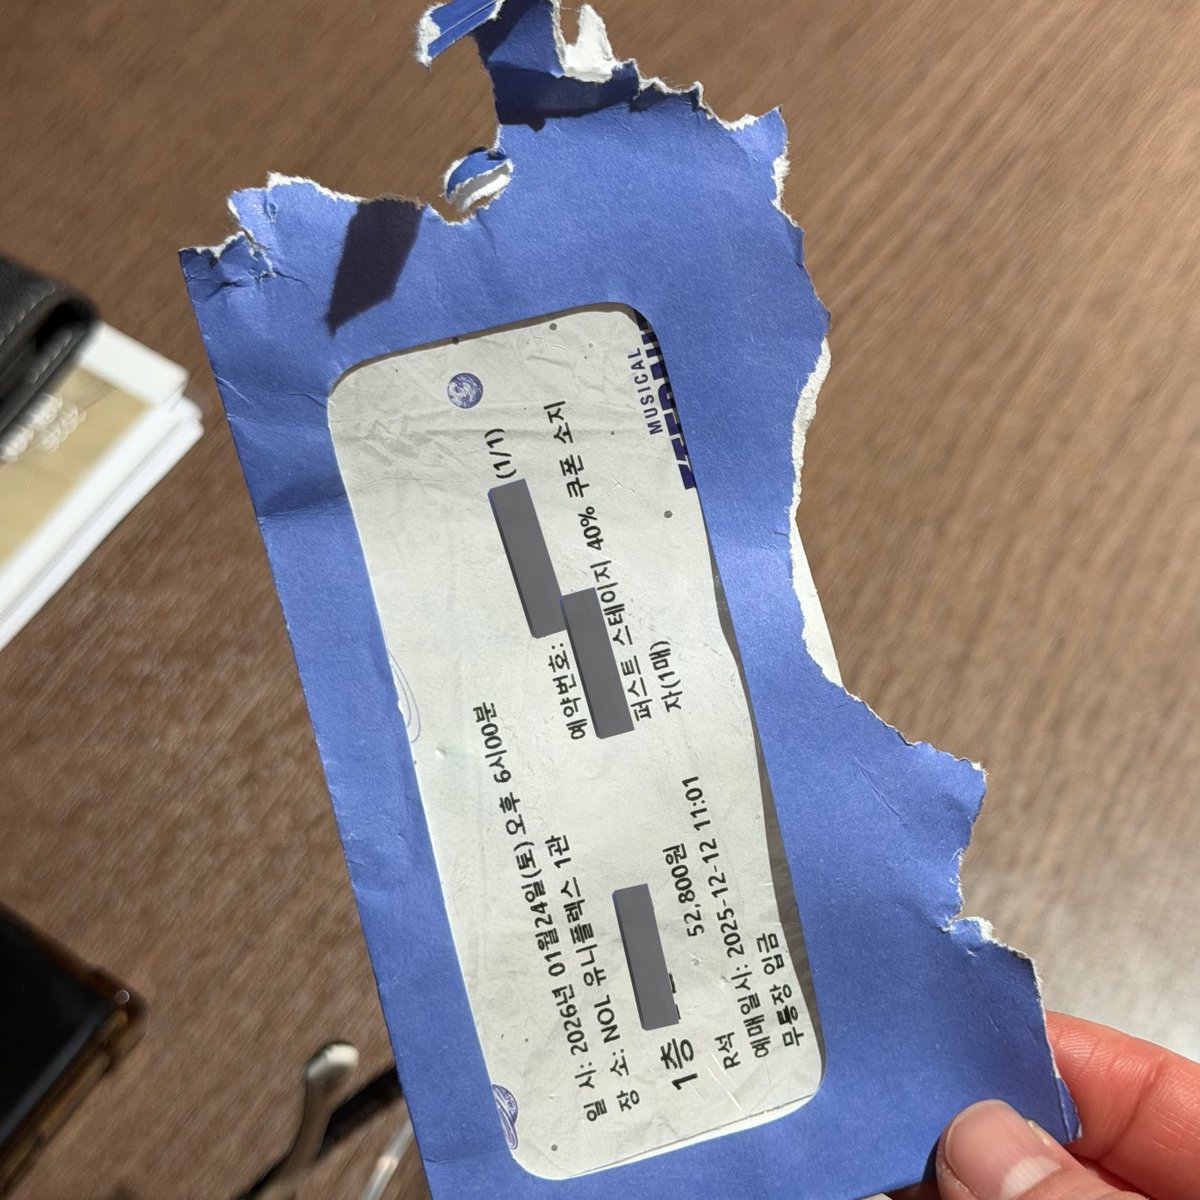 일 시: 2026년 01월24일(토) 오후 6시00분
장 소: NOL 유니플렉스 1관
1층
R석 52,800원
예매일시: 2025-12-12 11:01
무통장 입금
(1/1)
예약번호:
퍼스트 스테이지 40% 쿠폰 소지
자(1매)
MUSICAL